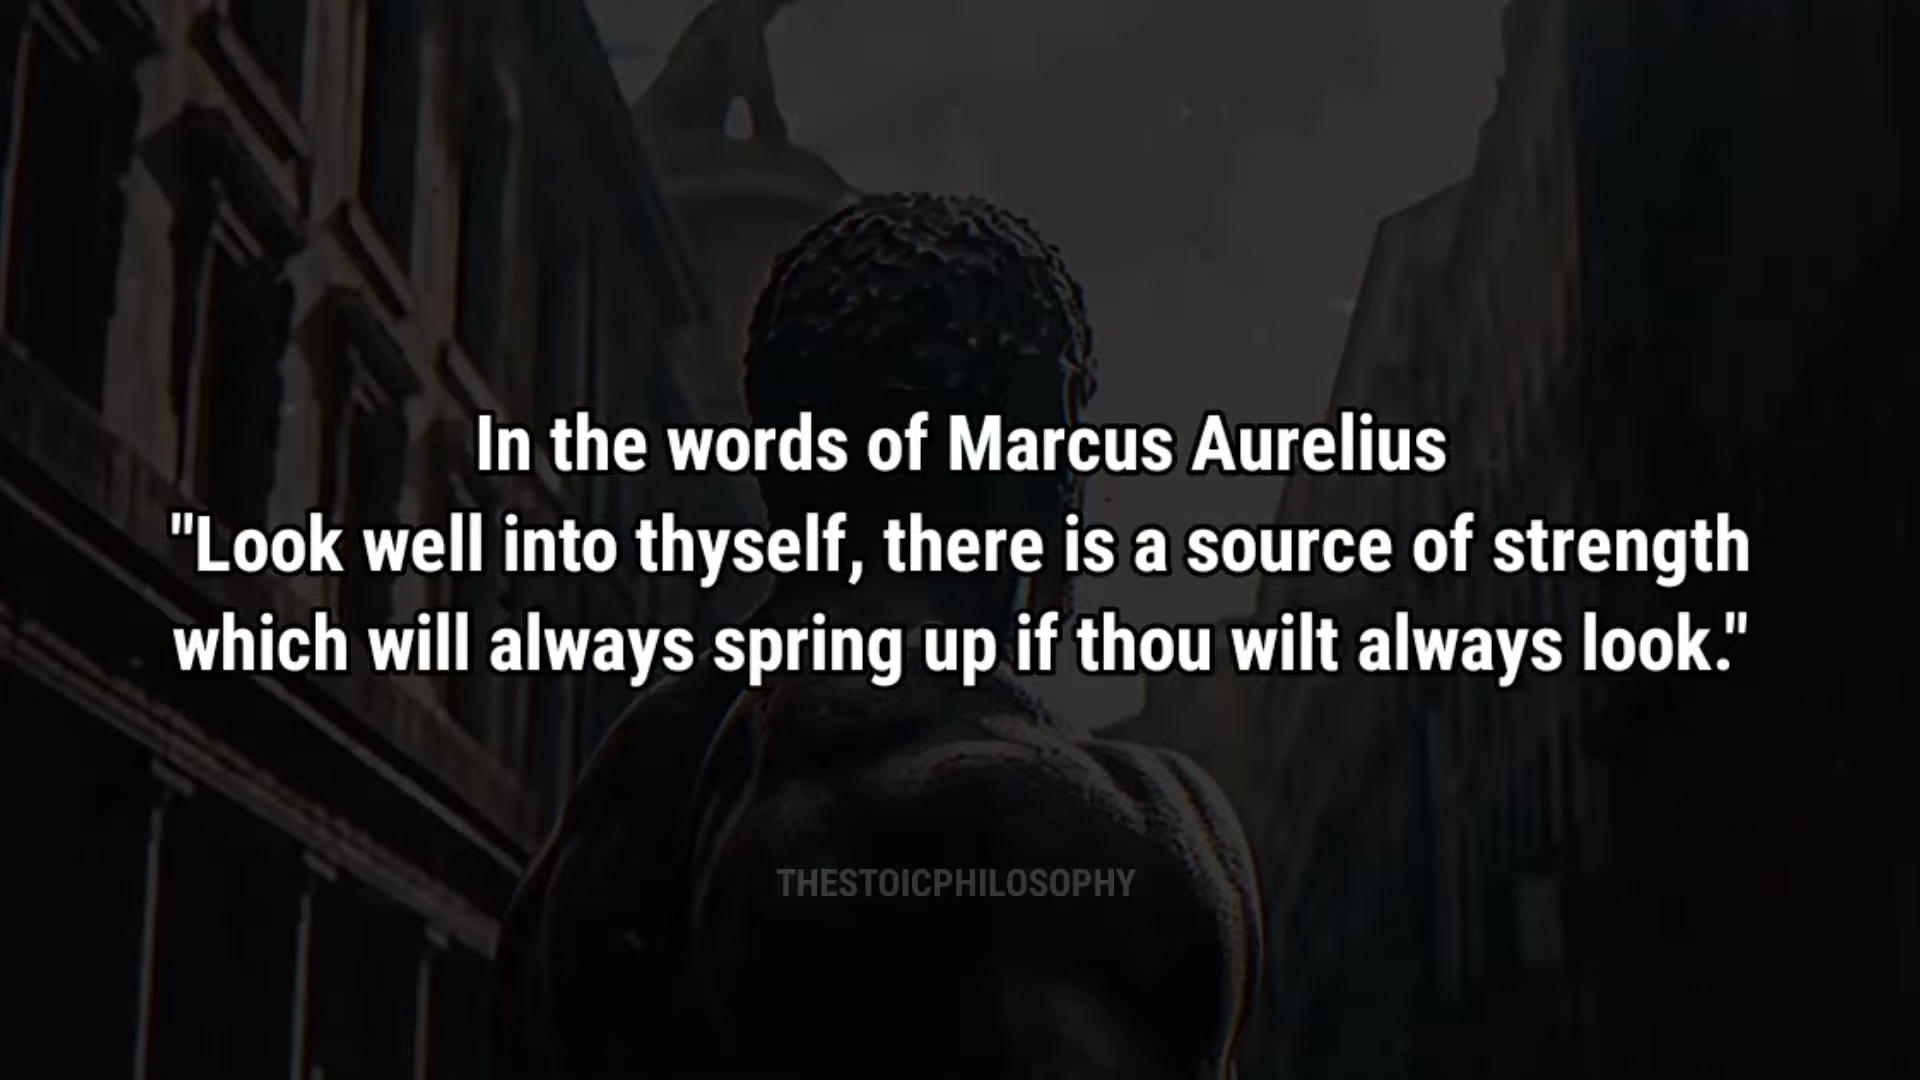 In the words of Marcus Aurelius
"Look well into thyself, there is a source of strength
which will always spring up if thou wilt always look."
THESTOICPHILOSOPHY